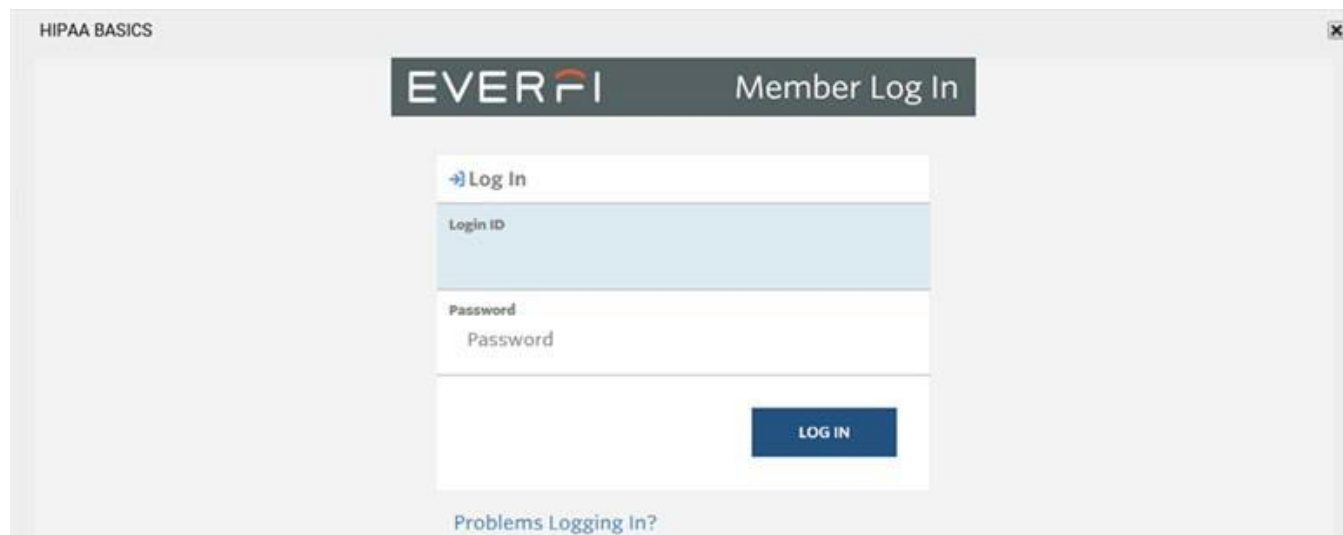 HIPAA BASICS
EVERFI Member Log In
Log In
Login ID
Password
Password
LOG IN
Problems Logging In?